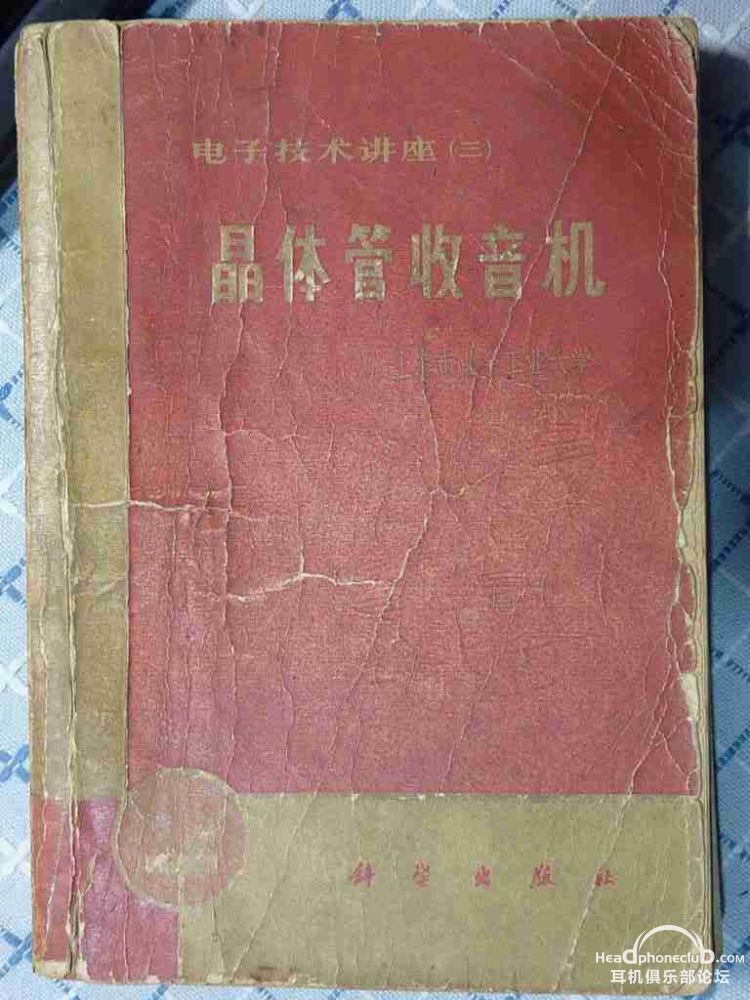 电子技术讲座(三)
晶体管收音机
科学出版社
HeadphonecluD.com
耳机俱乐部论坛